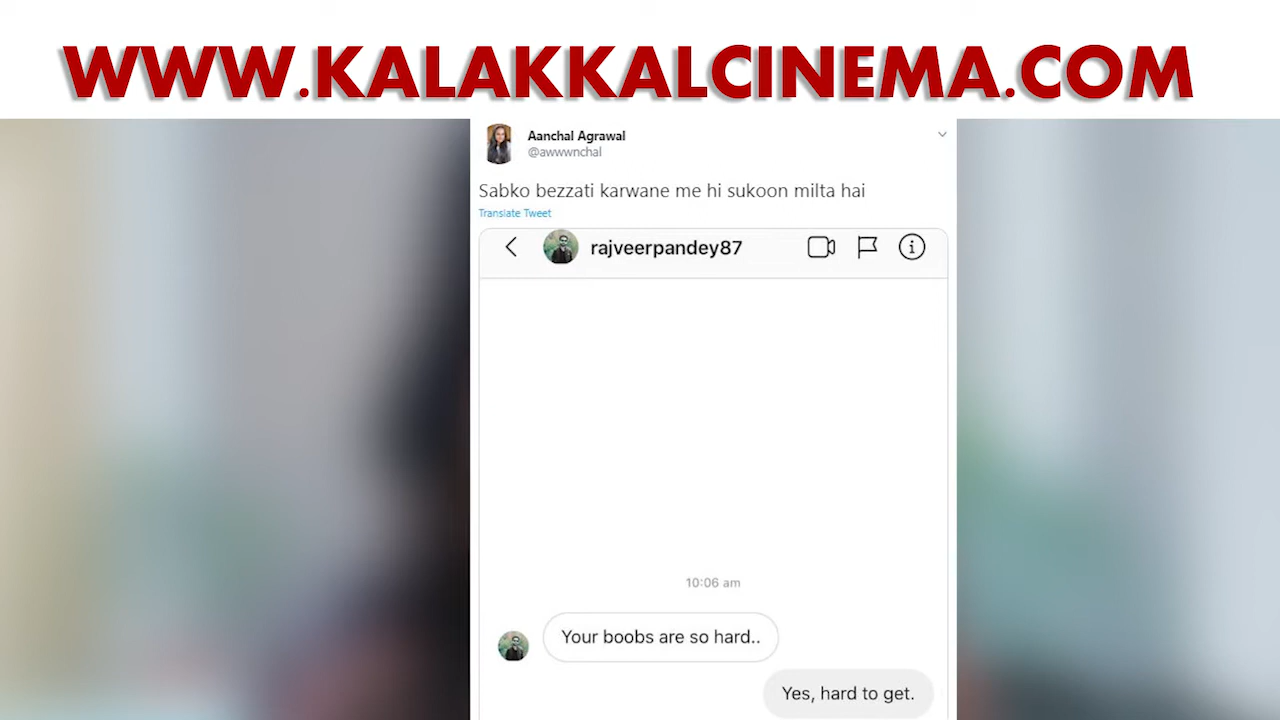 WWW.KALAKKALCINEMA.COM
Aanchal Agrawal
@awwwnchal
Sabko bezzati karwane me hi sukoon milta hai
Translate Tweet
rajveerpandey87
10:06 am
Your boobs are so hard..
Yes, hard to get.